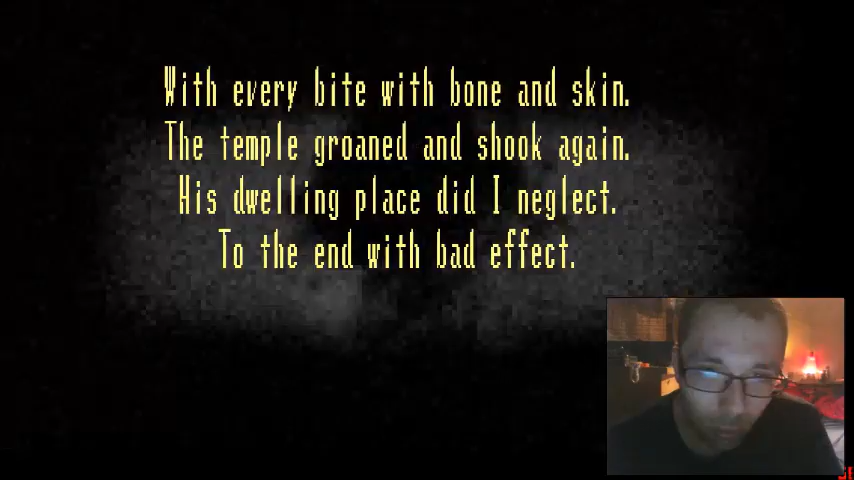 With every bite with bone and skin.
The temple groaned and shook again.
His dwelling place did I neglect.
To the end with bad effect.